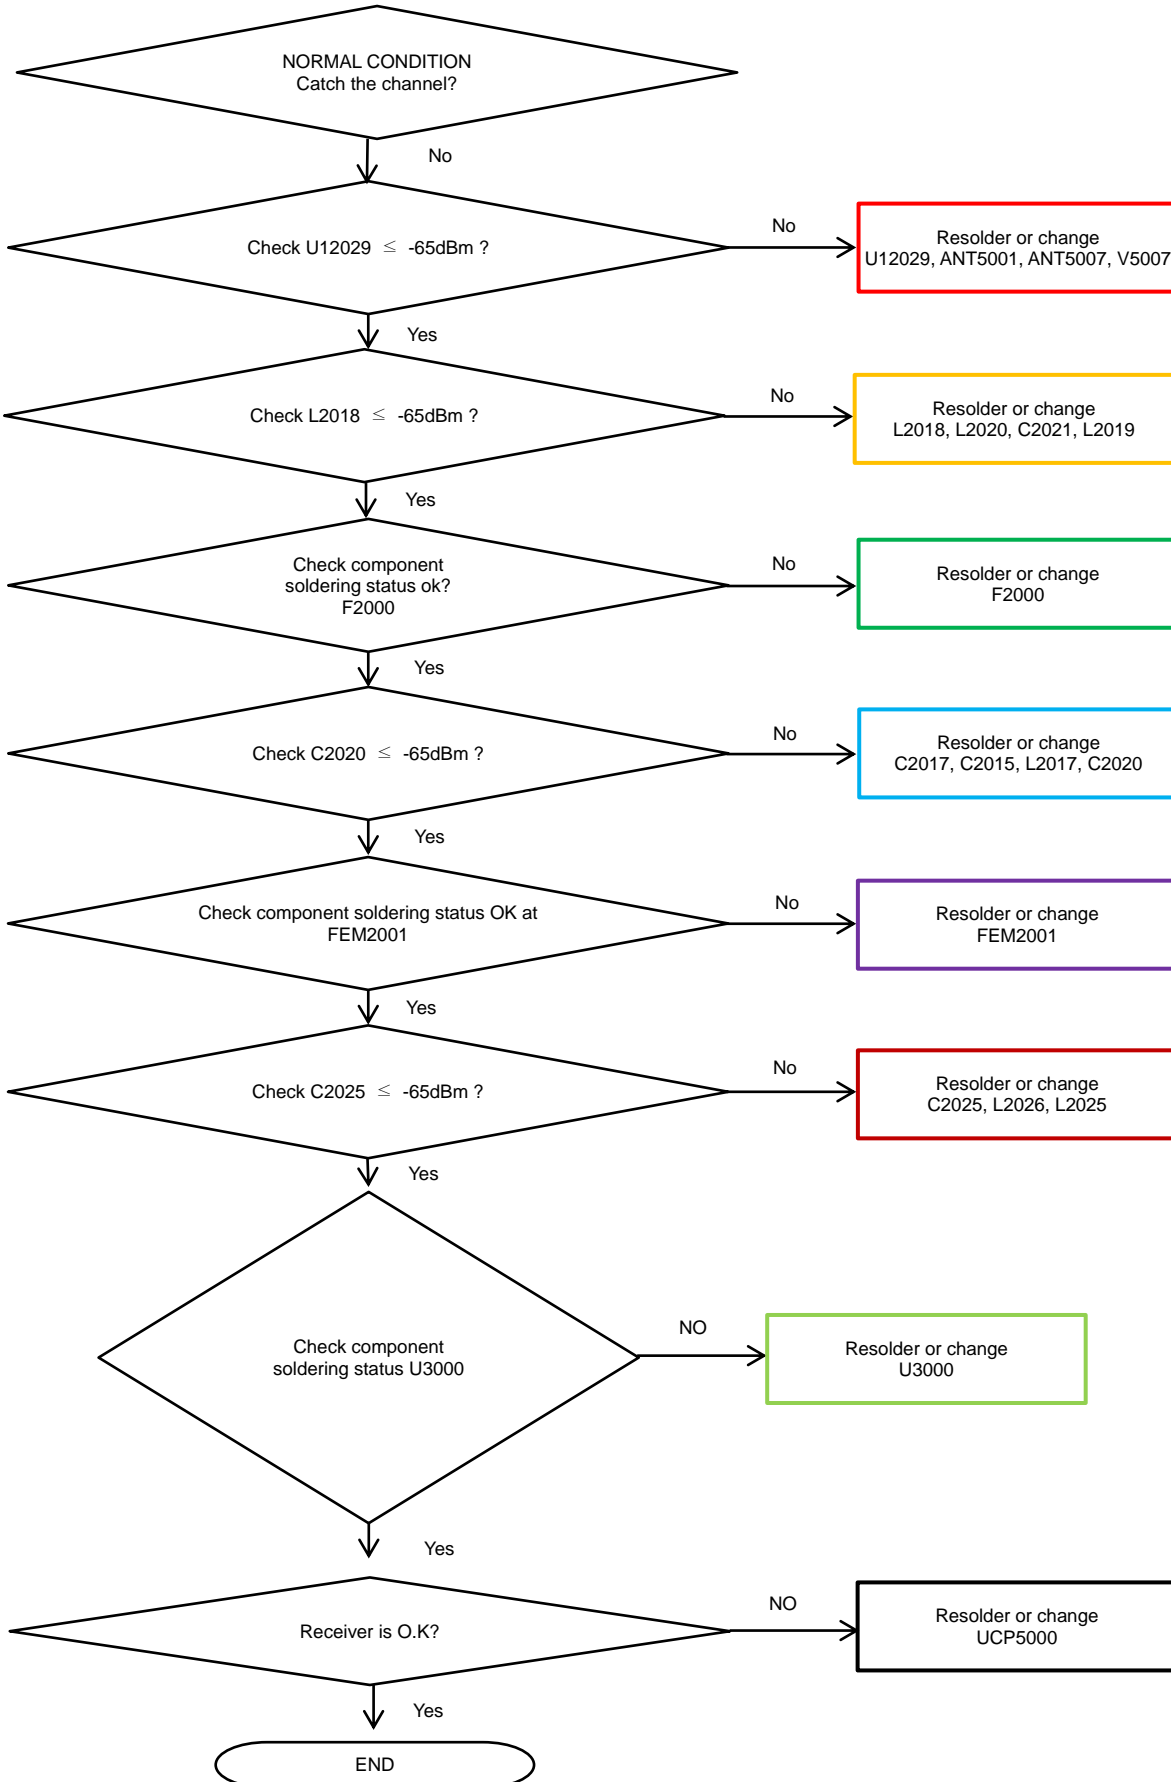 NORMAL CONDITION
Catch the channel?
No
Check U12029 ≤ -65dBm ?
No
Resolder or change
U12029, ANT5001, ANT5007, V5007
Yes
Check L2018 ≤ -65dBm ?
No
Resolder or change
L2018, L2020, C2021, L2019
Yes
Check component
soldering status ok?
F2000
No
Resolder or change
F2000
Yes
Check C2020 ≤ -65dBm ?
No
Resolder or change
C2017, C2015, L2017, C2020
Yes
Check component soldering status OK at
FEM2001
No
Resolder or change
FEM2001
Yes
Check C2025 ≤ -65dBm ?
No
Resolder or change
C2025, L2026, L2025
Yes
Check component
soldering status U3000
NO
Resolder or change
U3000
Yes
Receiver is O.K?
NO
Resolder or change
UCP5000
Yes
END